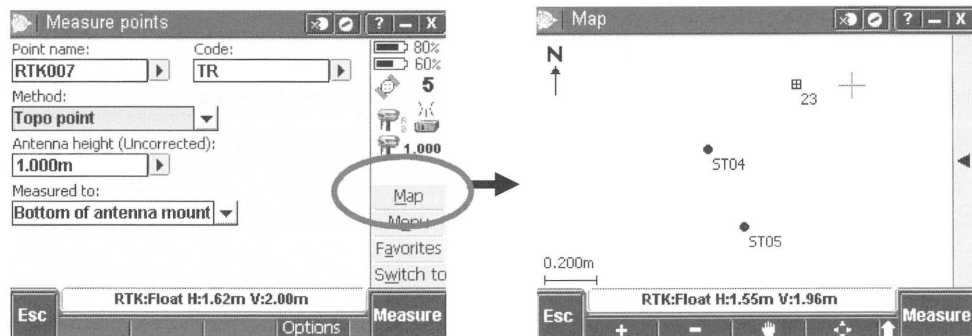 Measure points
? – X
Point name:
Code:
RTK007
TR
Method:
Topo point
Antenna height (Uncorrected):
1.000m
Measured to:
Bottom of antenna mount
80%
60%
5
1.000
Map
Menu
Favorites
Switch to
RTK:Float H:1.62m V:2.00m
Esc
Options
Measure
Map
? – X
N
23
ST04
ST05
0.200m
RTK:Float H:1.55m V:1.96m
Esc
+
–
Measure